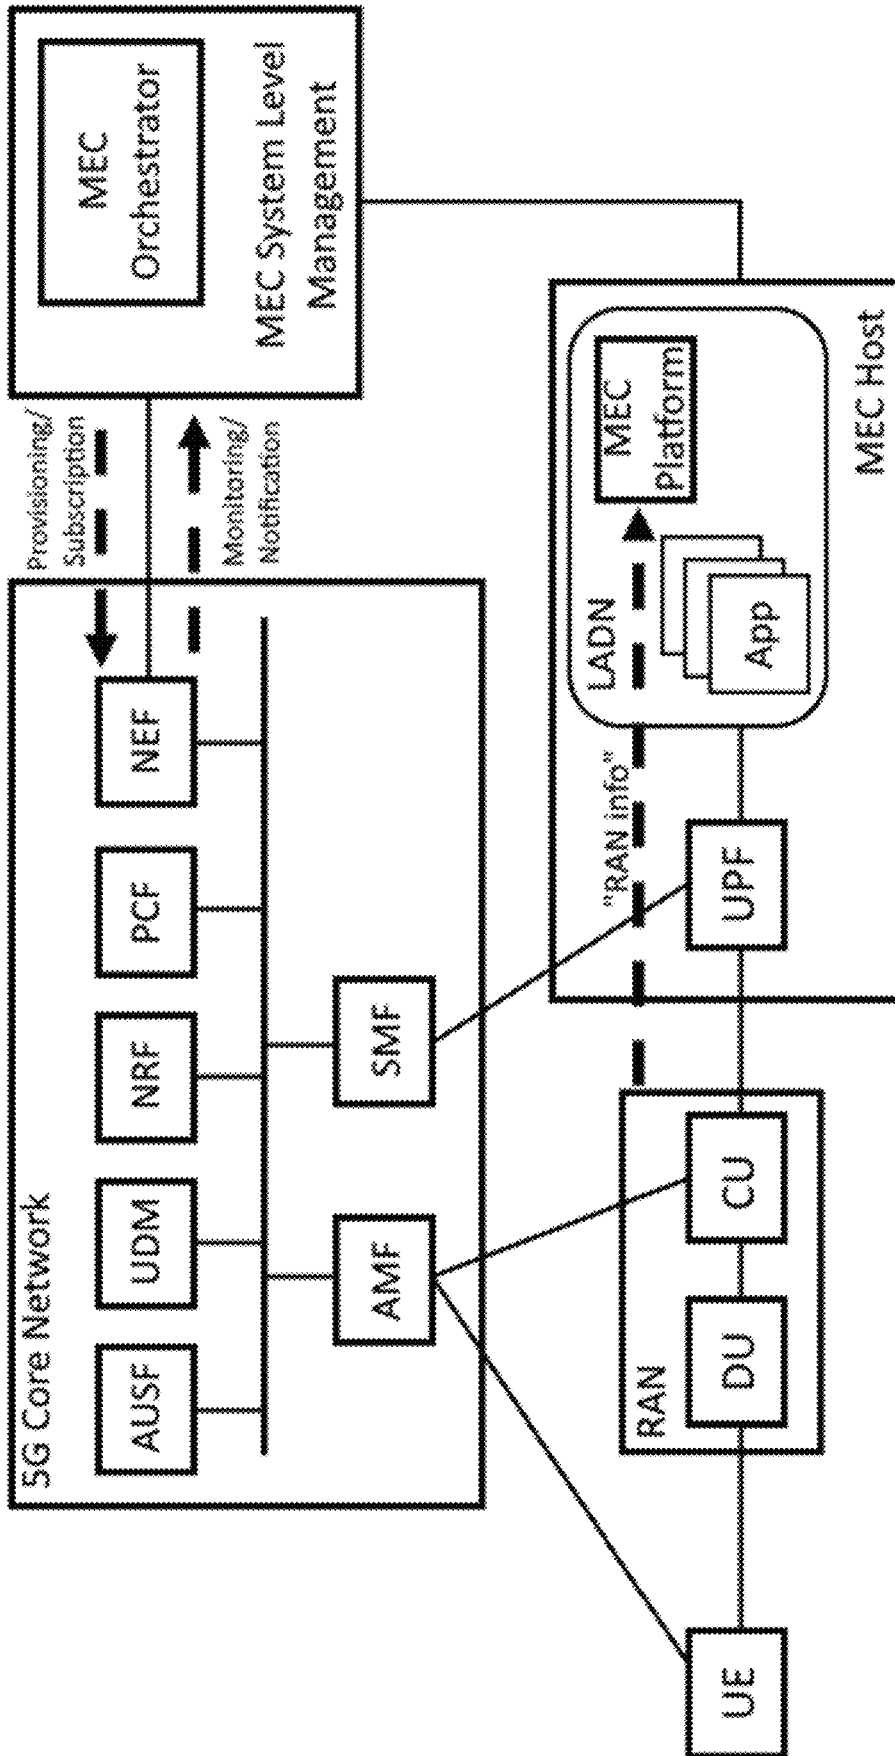 5G Core Network
AUSF
UDM
NRF
PCF
NEF
AMF
SMF
Provisioning/
Subscription
Monitoring/
Notification
MEC
Orchestrator
MEC System Level
Management
UE
RAN
DU
CU
"RAN info"
UPF
LADN
App
MEC
Platform
MEC Host